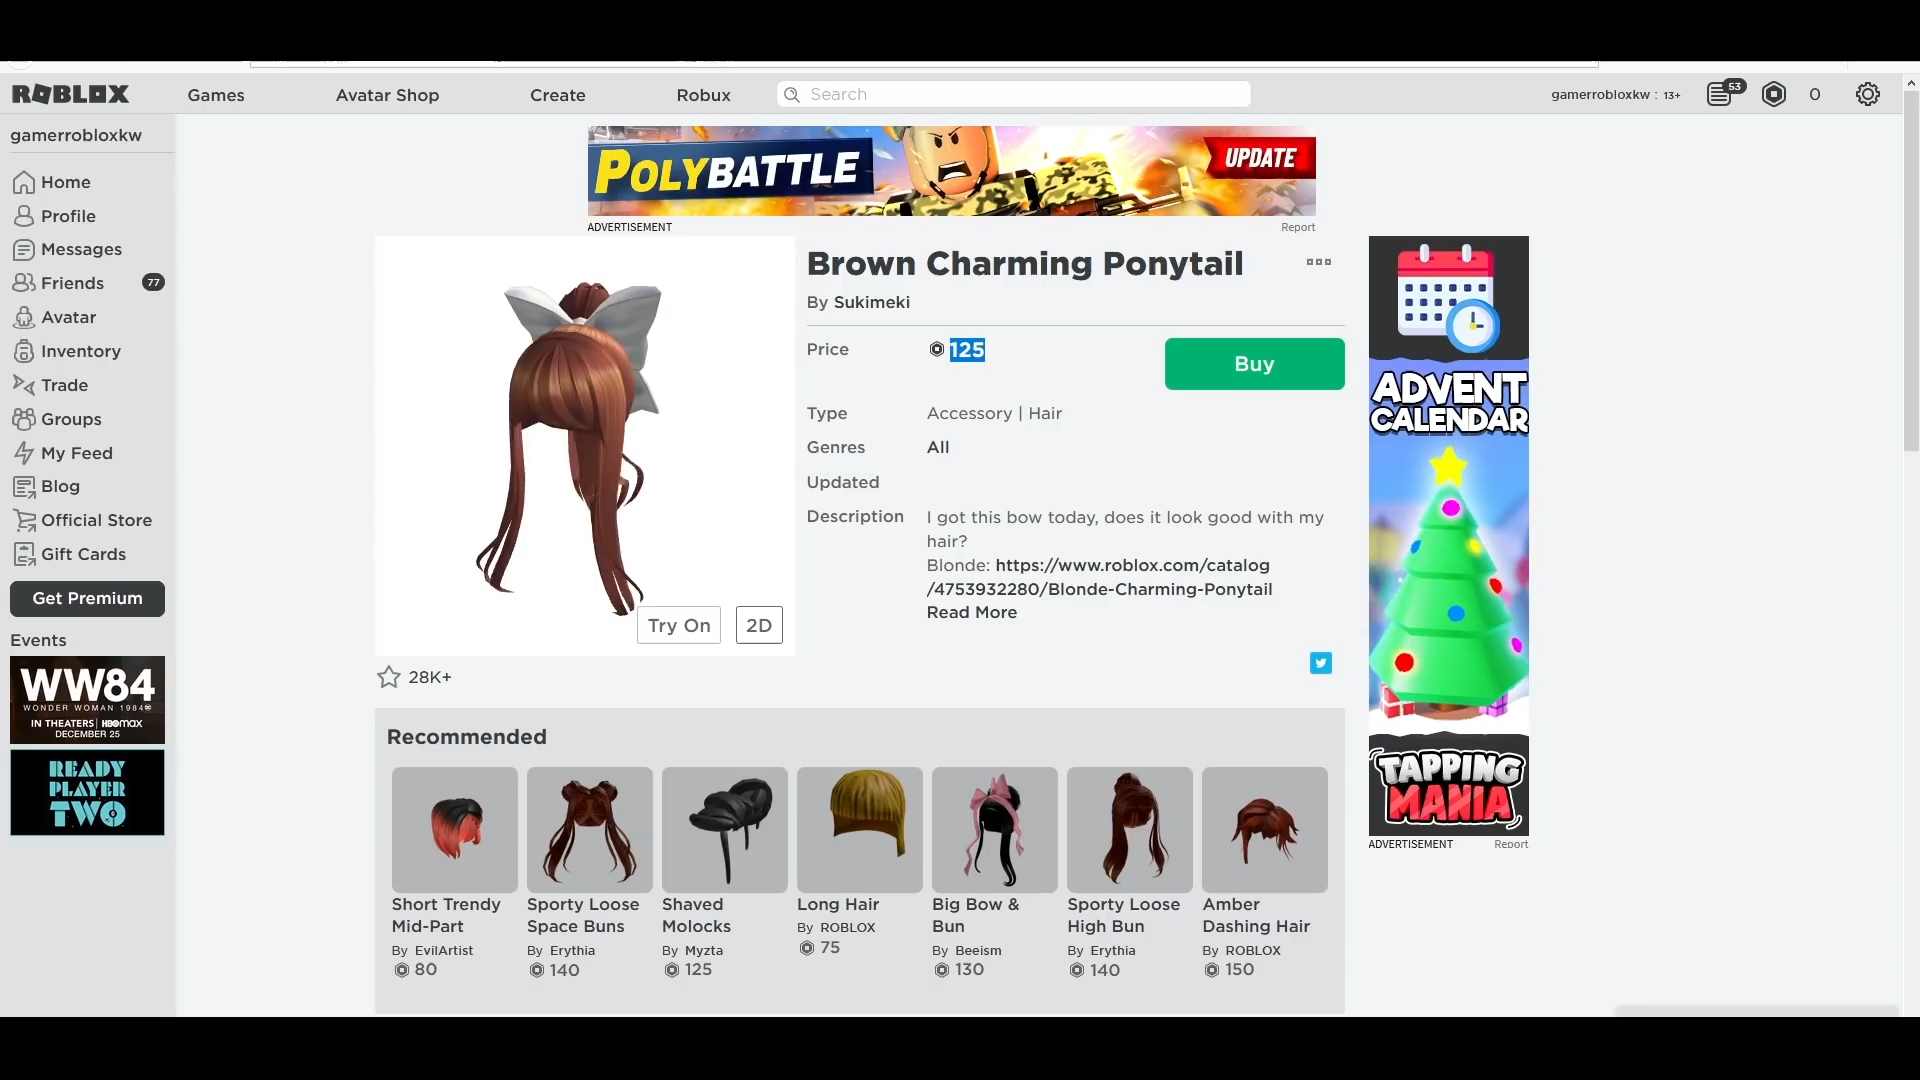 ROBLOX
Games
Avatar Shop
Create
Robux
Search
gamerrobloxkw : 13+
53
0
gamerrobloxkw
Home
Profile
Messages
Friends
77
Avatar
Inventory
Trade
Groups
My Feed
Blog
Official Store
Gift Cards
Get Premium
Events
WW84
WONDER WOMAN 1984
IN THEATERS | HBOmax
DECEMBER 25
READY
PLAYER
TWO
POLYBATTLE
UPDATE
ADVERTISEMENT
Report
Try On
2D
28K+
Brown Charming Ponytail
By Sukimeki
Price
125
Buy
Type
Accessory | Hair
Genres
All
Updated
Description
I got this bow today, does it look good with my
hair?
Blonde: https://www.roblox.com/catalog
/4753932280/Blonde-Charming-Ponytail
Read More
ADVENT
CALENDAR
TAPPING
MANIA
ADVERTISEMENT
Report
Recommended
Short Trendy
Mid-Part
By EvilArtist
80
Sporty Loose
Space Buns
By Erythia
140
Shaved
Molocks
By Myzta
125
Long Hair
By ROBLOX
75
Big Bow &
Bun
By Beeism
130
Sporty Loose
High Bun
By Erythia
140
Amber
Dashing Hair
By ROBLOX
150